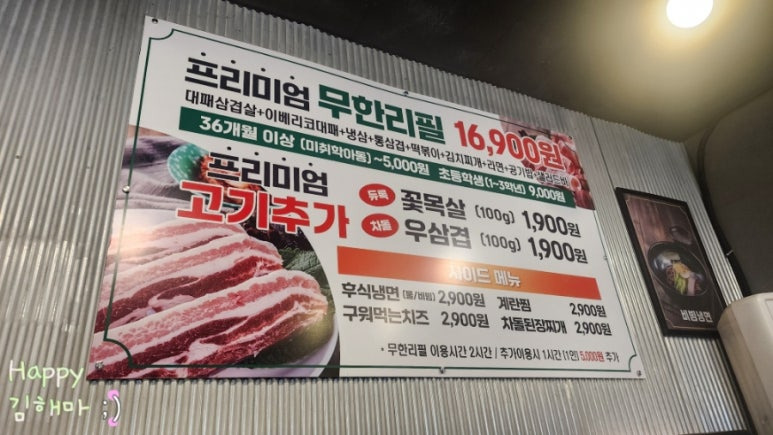 프리미엄 무한리필 16,900원
대패삼겹살+이베리코대패+냉삼+통삼겹+떡볶이+김치찌개+라면+공기밥+샐러드바
36개월 이상 (미취학아동) ~5,000원 초등학생(1~3학년) 9,000원
프리미엄
고기추가
듀록 꽃목살 (100g) 1,900원
차돌 우삼겹 (100g) 1,900원
사이드 메뉴
후식냉면 (물/비빔) 2,900원 계란찜 2,900원
구워먹는치즈 2,900원 차돌된장찌개 2,900원
* 무한리필 이용시간 2시간 / 추가이용시 1시간 (1인) 5,000원 추가
비빔냉면
Happy
김해마 ;)